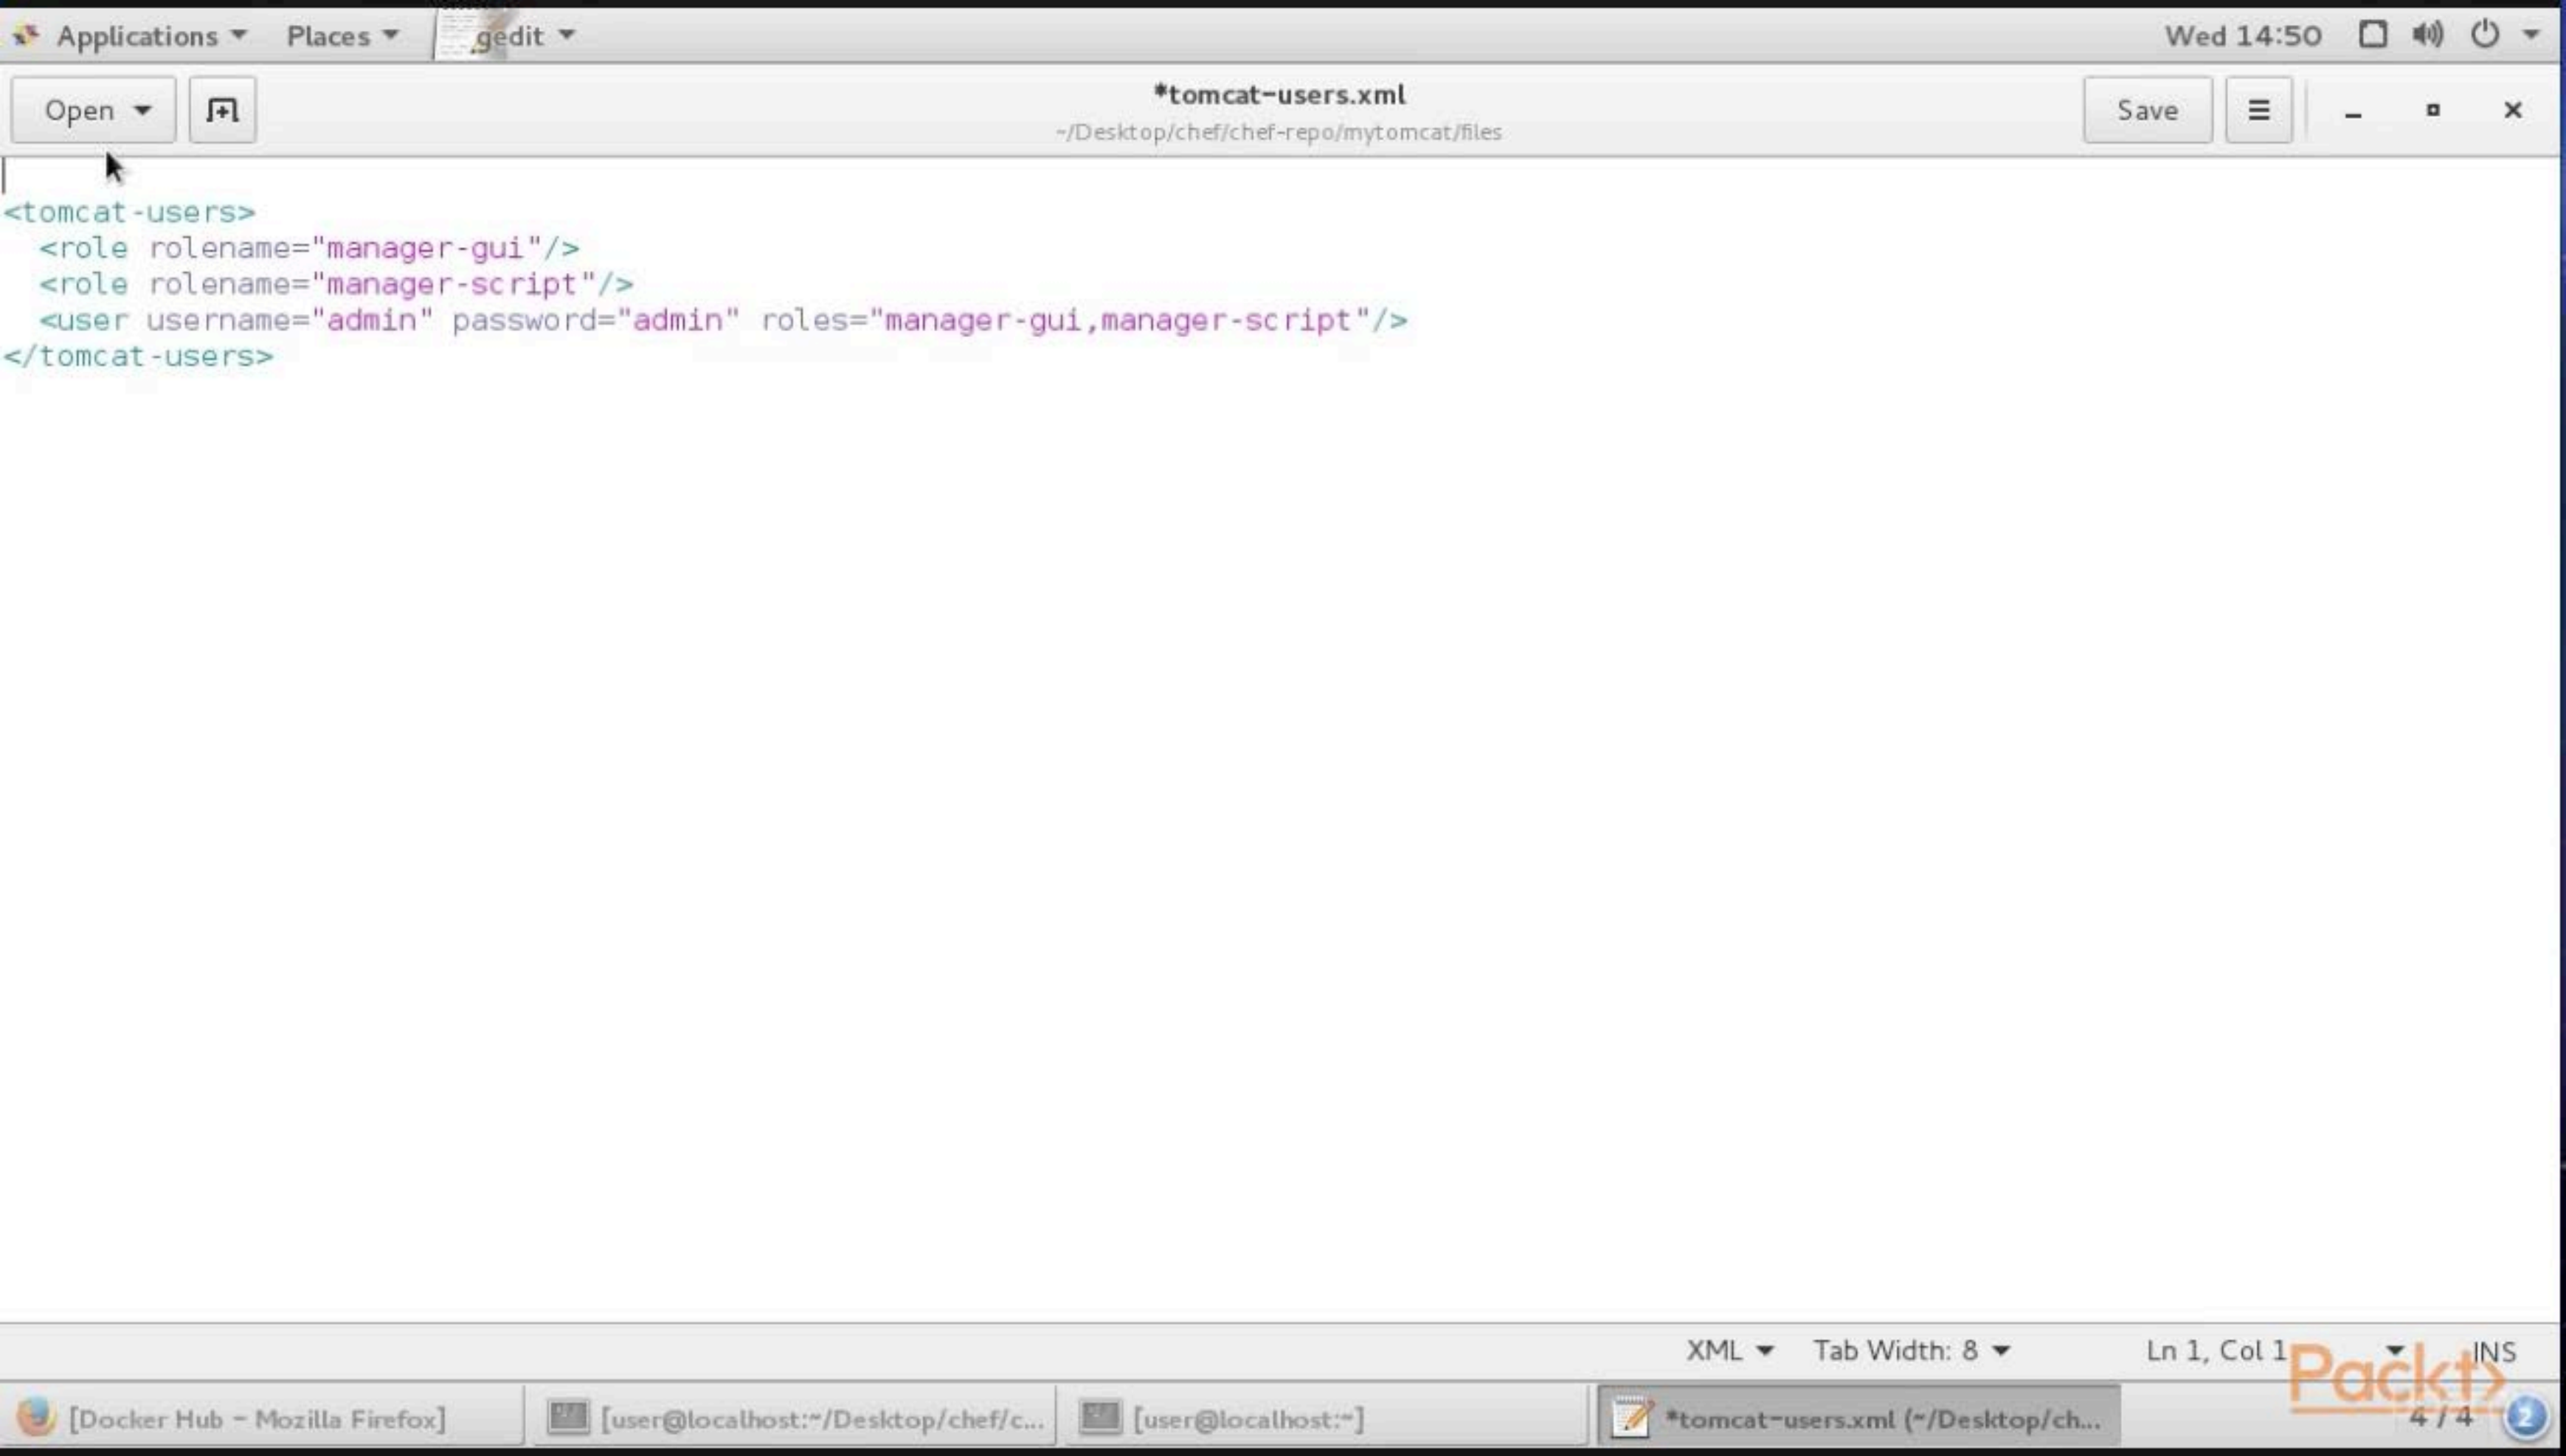 Applications Places gedit Wed 14:50
Open *tomcat-users.xml Save
~/Desktop/chef/chef-repo/mytomcat/files
<tomcat-users>
  <role rolename="manager-gui"/>
  <role rolename="manager-script"/>
  <user username="admin" password="admin" roles="manager-gui,manager-script"/>
</tomcat-users>
XML Tab Width: 8 Ln 1, Col 1 INS
Packt>
[Docker Hub - Mozilla Firefox] [user@localhost:~/Desktop/chef/c... [user@localhost:~] *tomcat-users.xml (~/Desktop/ch... 4 / 4 2